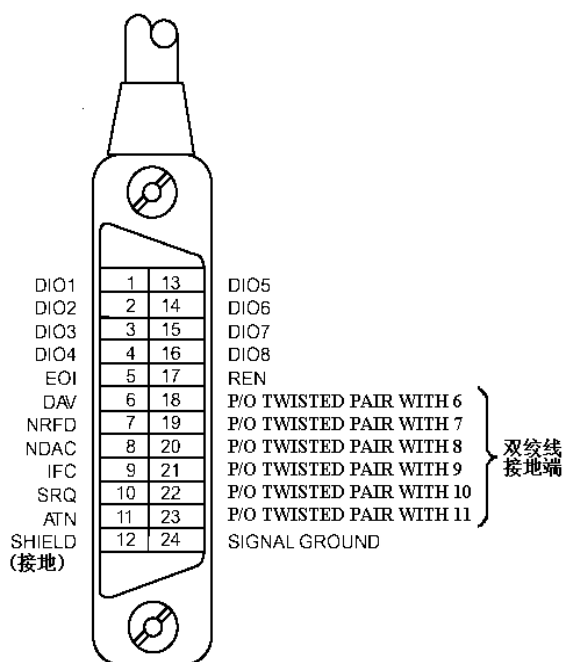 DIO1 1 13 DIO5
DIO2 2 14 DIO6
DIO3 3 15 DIO7
DIO4 4 16 DIO8
EOI 5 17 REN
DAV 6 18 P/O TWISTED PAIR WITH 6
NRFD 7 19 P/O TWISTED PAIR WITH 7
NDAC 8 20 P/O TWISTED PAIR WITH 8
IFC 9 21 P/O TWISTED PAIR WITH 9
SRQ 10 22 P/O TWISTED PAIR WITH 10
ATN 11 23 P/O TWISTED PAIR WITH 11
双绞线
接地端
SHIELD 12 24 SIGNAL GROUND
(接地)